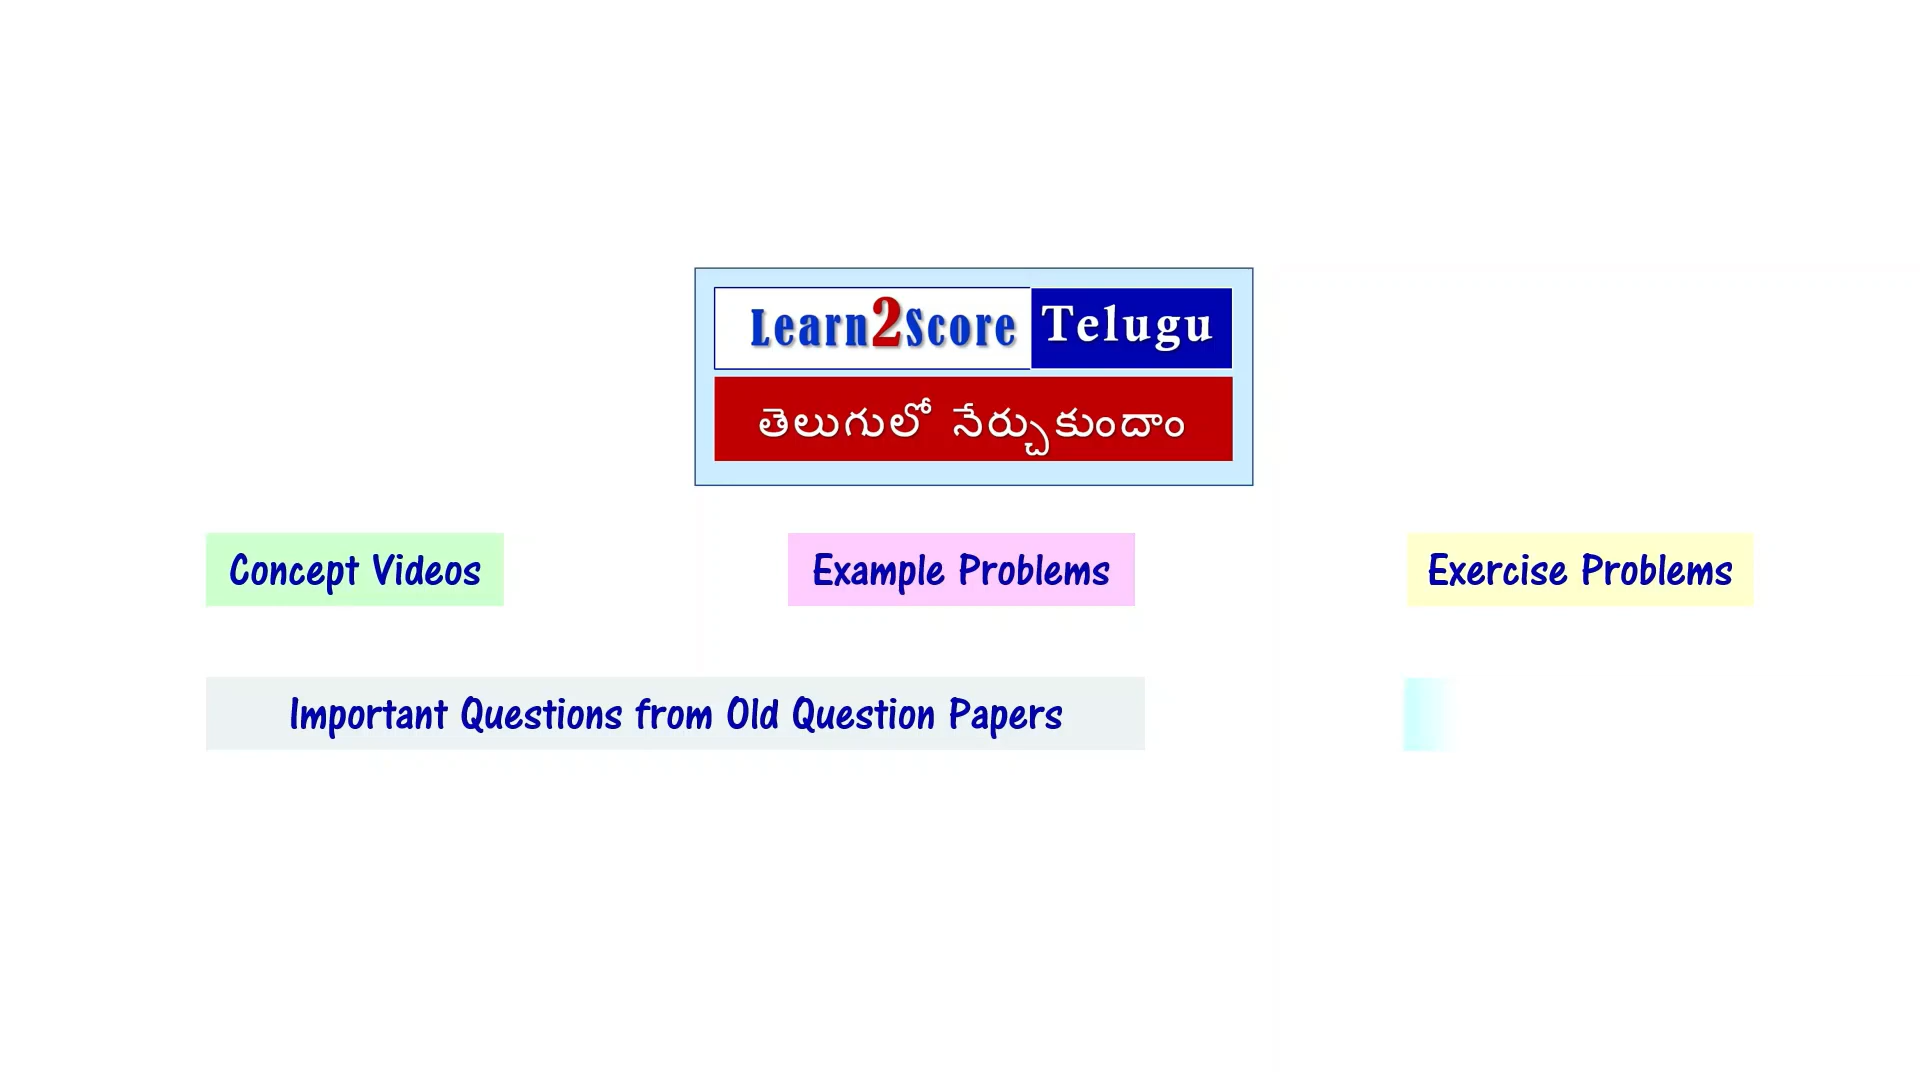 Learn2Score Telugu
తెలుగులో నేర్చుకుందాం
Concept Videos Example Problems Exercise Problems
Important Questions from Old Question Papers